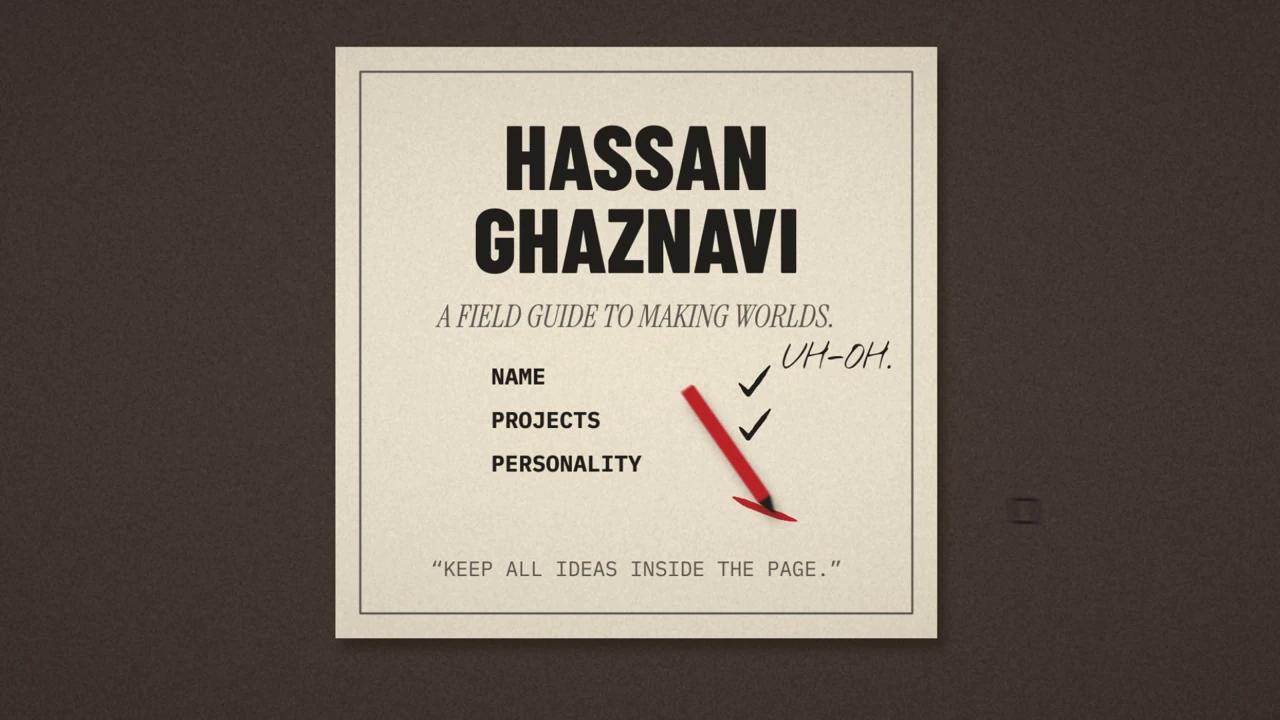 HASSAN
GHAZNAVI
A FIELD GUIDE TO MAKING WORLDS.
UH-OH.
NAME
PROJECTS
PERSONALITY
“KEEP ALL IDEAS INSIDE THE PAGE.”